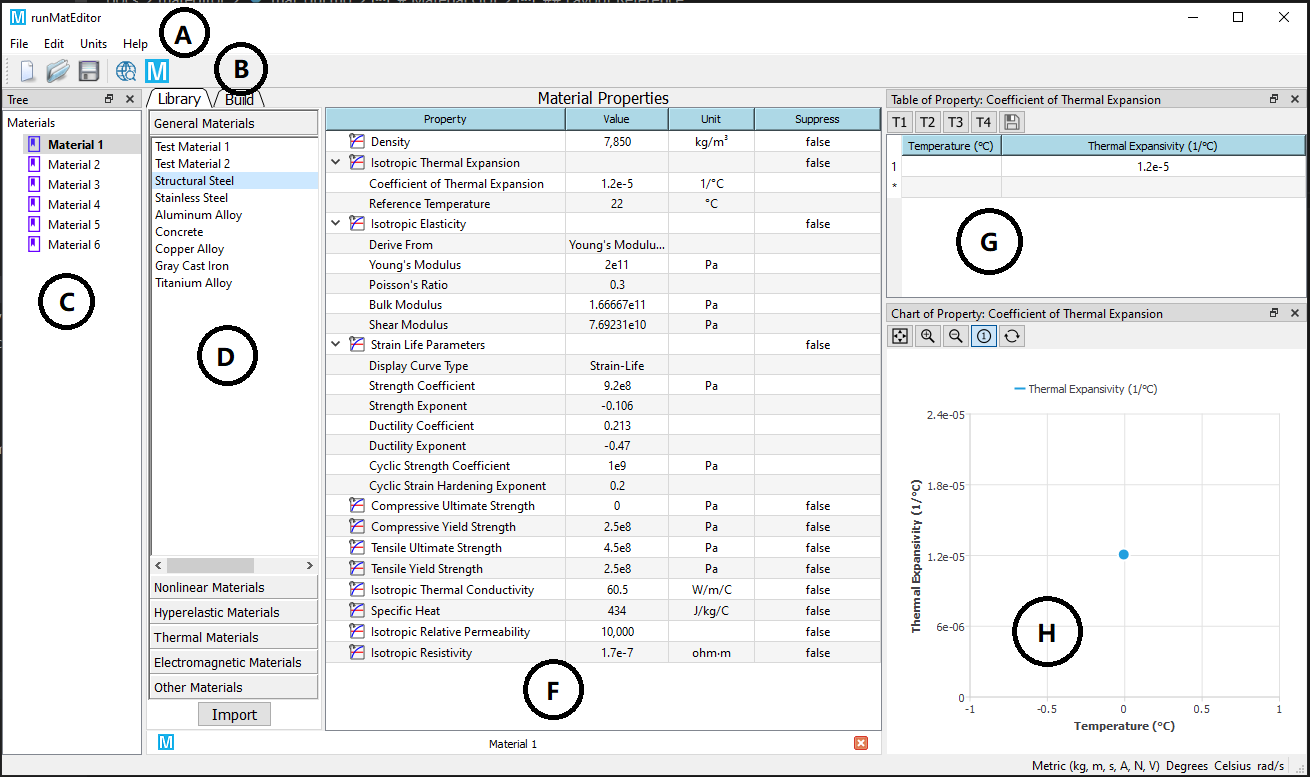 M runMatEditor
File Edit Units Help
A
B
M
Tree
Materials
Material 1
Material 2
Material 3
Material 4
Material 5
Material 6
C
Library Build
General Materials
Test Material 1
Test Material 2
Structural Steel
Stainless Steel
Aluminum Alloy
Concrete
Copper Alloy
Gray Cast Iron
Titanium Alloy
D
Nonlinear Materials
Hyperelastic Materials
Thermal Materials
Electromagnetic Materials
Other Materials
Import
Material Properties
Property Value Unit Suppress
Density 7,850 kg/m³ false
Isotropic Thermal Expansion false
Coefficient of Thermal Expansion 1.2e-5 1/°C
Reference Temperature 22 °C
Isotropic Elasticity false
Derive From Young's Modulu...
Young's Modulus 2e11 Pa
Poisson's Ratio 0.3
Bulk Modulus 1.66667e11 Pa
Shear Modulus 7.69231e10 Pa
Strain Life Parameters false
Display Curve Type Strain-Life
Strength Coefficient 9.2e8 Pa
Strength Exponent -0.106
Ductility Coefficient 0.213
Ductility Exponent -0.47
Cyclic Strength Coefficient 1e9 Pa
Cyclic Strain Hardening Exponent 0.2
Compressive Ultimate Strength 0 Pa false
Compressive Yield Strength 2.5e8 Pa false
Tensile Ultimate Strength 4.5e8 Pa false
Tensile Yield Strength 2.5e8 Pa false
Isotropic Thermal Conductivity 60.5 W/m/C false
Specific Heat 434 J/kg/C false
Isotropic Relative Permeability 10,000 false
Isotropic Resistivity 1.7e-7 ohm·m false
F
M Material 1
Table of Property: Coefficient of Thermal Expansion
T1 T2 T3 T4
Temperature (°C) Thermal Expansivity (1/°C)
1 1.2e-5
*
G
Chart of Property: Coefficient of Thermal Expansion
1
Thermal Expansivity (1/°C)
Thermal Expansivity (1/°C)
2.4e-05
1.8e-05
1.2e-05
6e-06
0
H
-1 -0.5 0 0.5 1
Temperature (°C)
Metric (kg, m, s, A, N, V) Degrees Celsius rad/s